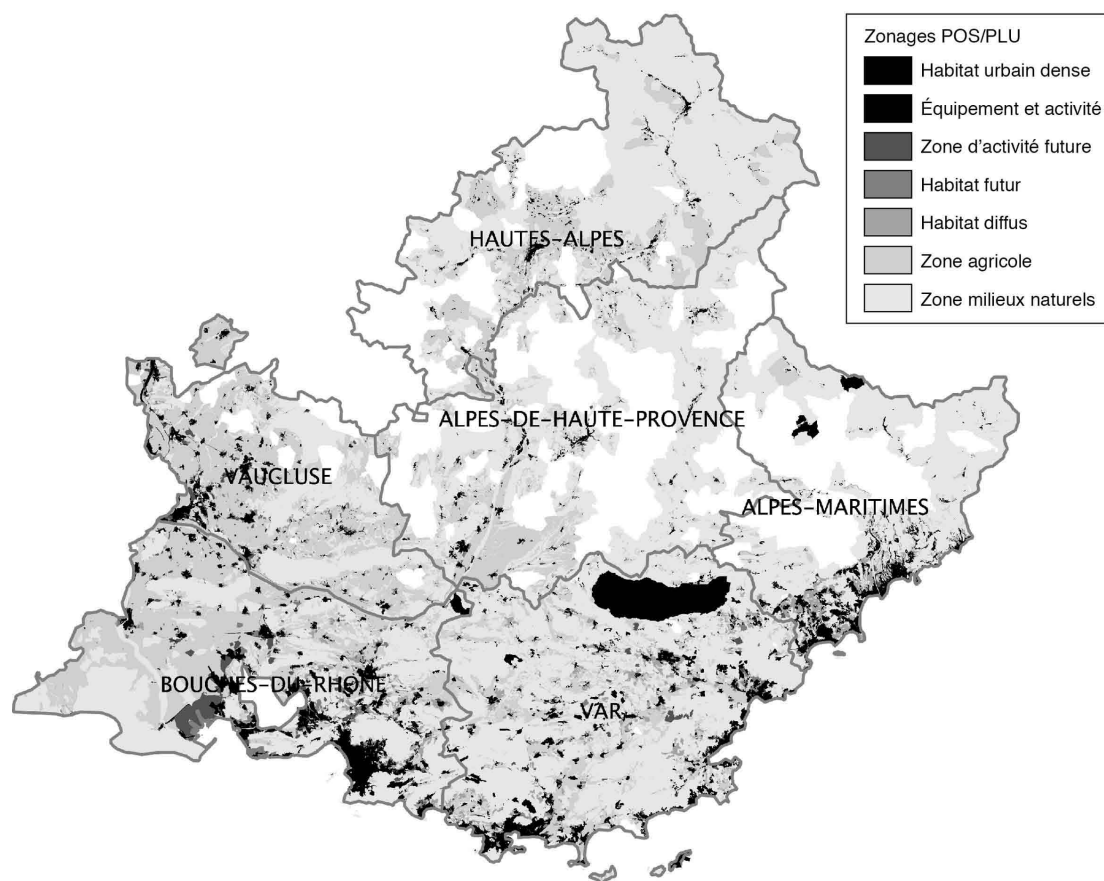 Zonages POS/PLU
Habitat urbain dense
Équipement et activité
Zone d'activité future
Habitat futur
Habitat diffus
Zone agricole
Zone milieux naturels
HAUTES-ALPES
ALPES-DE-HAUTE-PROVENCE
VAUCLUSE
ALPES-MARITIMES
BOUCHES-DU-RHÔNE
VAR